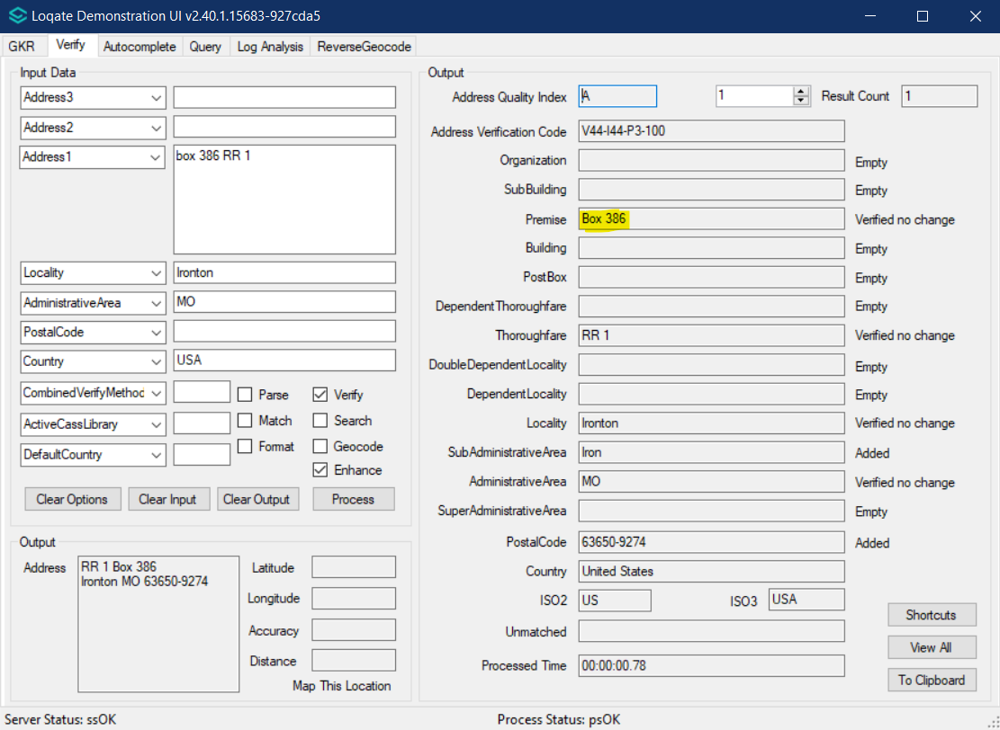 Loqate Demonstration UI v2.40.1.15683-927cda5
GKR Verify Autocomplete Query Log Analysis ReverseGeocode
Input Data
Address3
Address2
Address1 box 386 RR 1
Locality Ironton
AdministrativeArea MO
PostalCode
Country USA
CombinedVerifyMethod Parse Verify
ActiveCassLibrary Match Search
DefaultCountry Format Geocode
Enhance
Clear Options Clear Input Clear Output Process
Output
Address RR 1 Box 386
Ironton MO 63650-9274
Latitude
Longitude
Accuracy
Distance
Map This Location
Output
Address Quality Index A 1 Result Count 1
Address Verification Code V44-I44-P3-100
Organization Empty
SubBuilding Empty
Premise Box 386 Verified no change
Building Empty
PostBox Empty
DependentThoroughfare Empty
Thoroughfare RR 1 Verified no change
DoubleDependentLocality Empty
DependentLocality Empty
Locality Ironton Verified no change
SubAdministrativeArea Iron Added
AdministrativeArea MO Verified no change
SuperAdministrativeArea Empty
PostalCode 63650-9274 Added
Country United States
ISO2 US ISO3 USA
Unmatched
Processed Time 00:00:00.78
Shortcuts
View All
To Clipboard
Server Status: ssOK Process Status: psOK